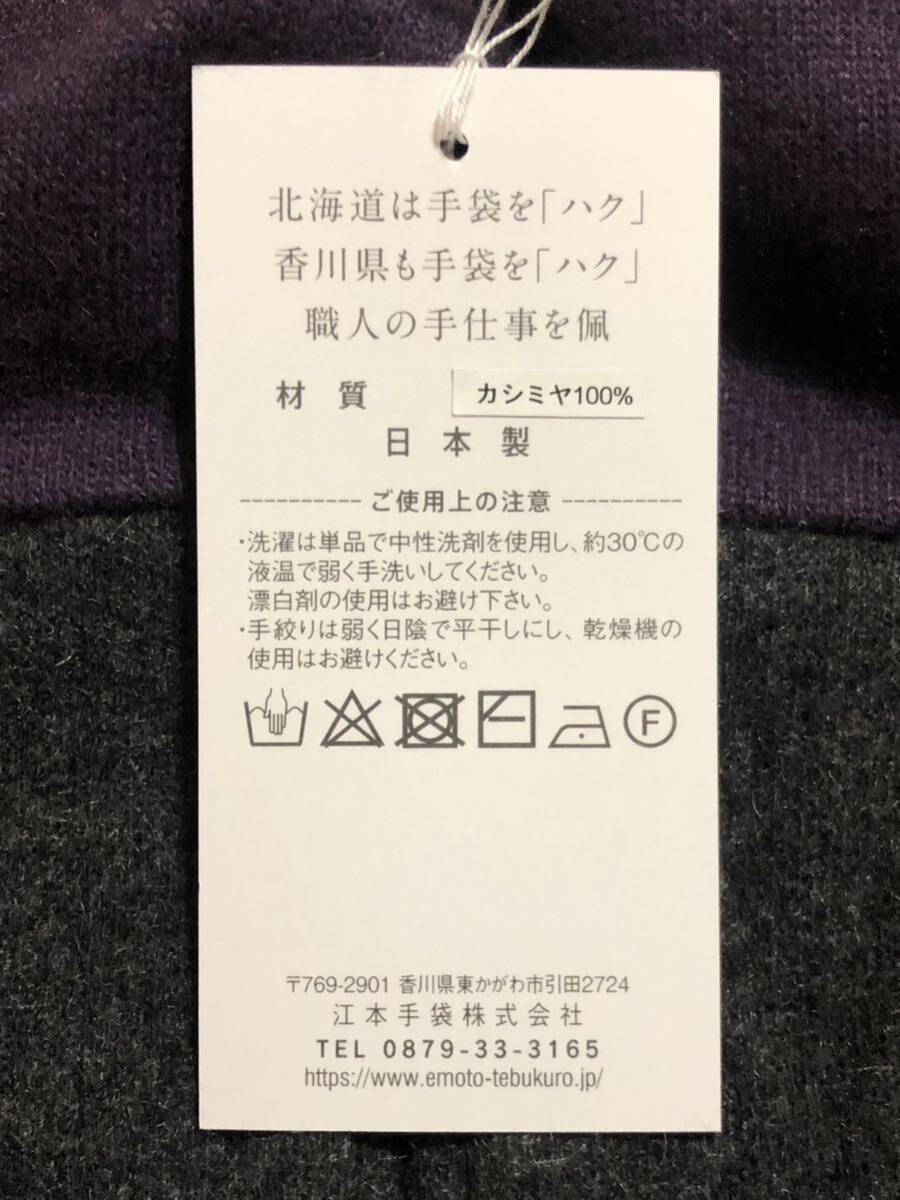 北海道は手袋を「ハク」
香川県も手袋を「ハク」
職人の手仕事を佩
材　質　カシミヤ100%
日　本　製
---------- ご使用上の注意 ----------
・洗濯は単品で中性洗剤を使用し、約30℃の
液温で弱く手洗いしてください。
漂白剤の使用はお避け下さい。
・手絞りは弱く日陰で平干しにし、乾燥機の
使用はお避けください。
F
〒769-2901 香川県東かがわ市引田2724
江本手袋株式会社
TEL 0879-33-3165
https://www.emoto-tebukuro.jp/